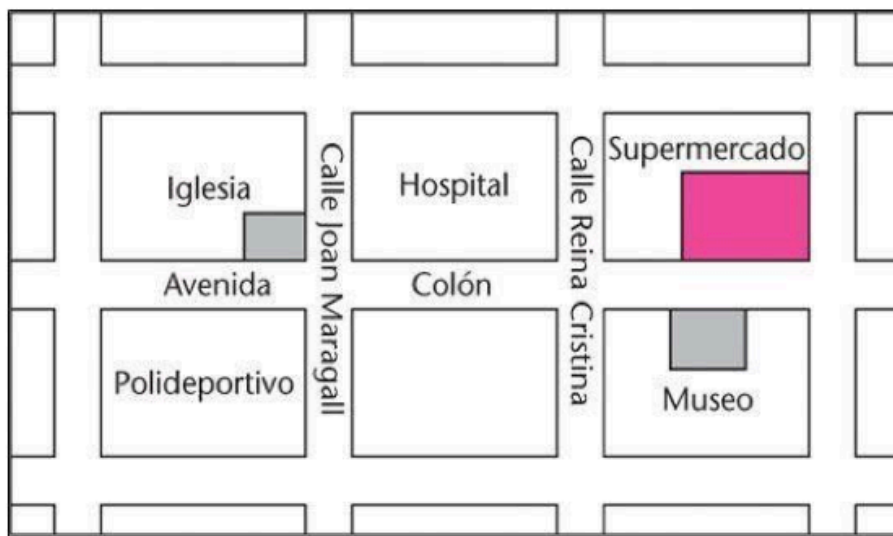 Supermercado
Iglesia
Hospital
Calle Joan Maragall
Calle Reina Cristina
Avenida Colón
Polideportivo
Museo